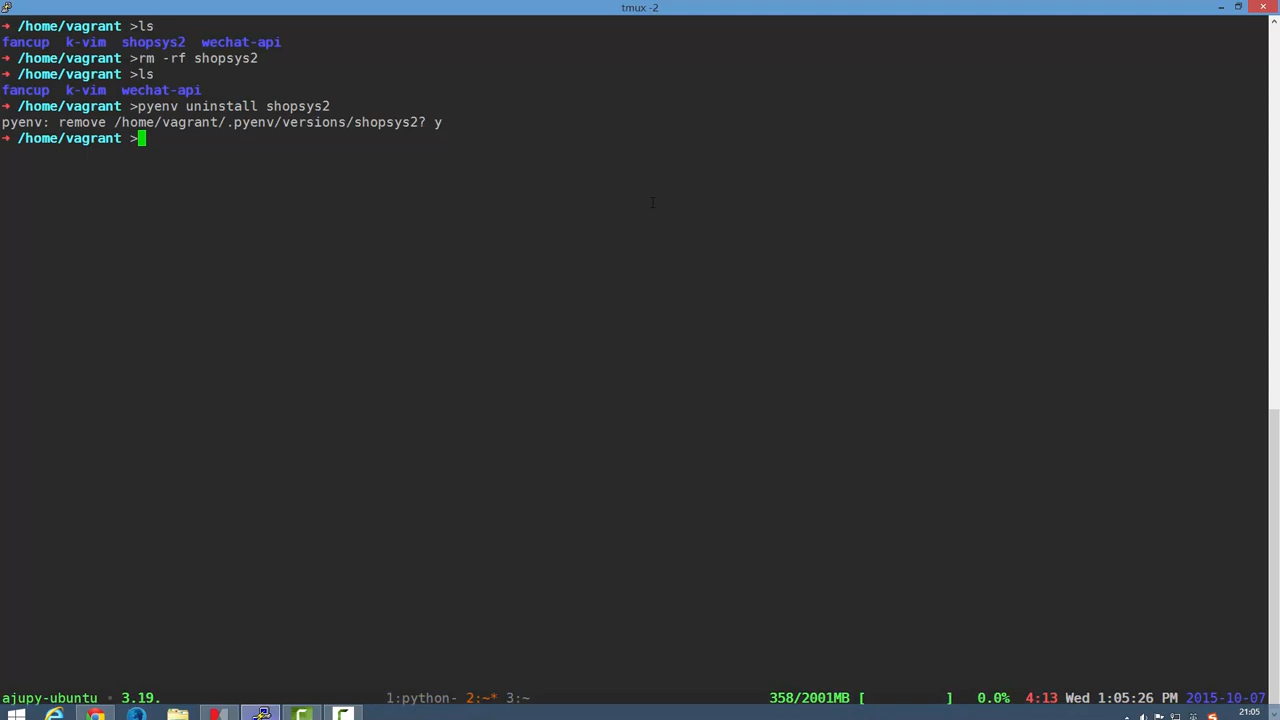 tmux -2
➜ /home/vagrant >ls
fancup k-vim shopsys2 wechat-api
➜ /home/vagrant >rm -rf shopsys2
➜ /home/vagrant >ls
fancup k-vim wechat-api
➜ /home/vagrant >pyenv uninstall shopsys2
pyenv: remove /home/vagrant/.pyenv/versions/shopsys2? y
➜ /home/vagrant >
ajupy-ubuntu · 3.19. 1:python- 2:~* 3:~ 358/2001MB [ ] 0.0% 4:13 Wed 1:05:26 PM 2015-10-07
21:05